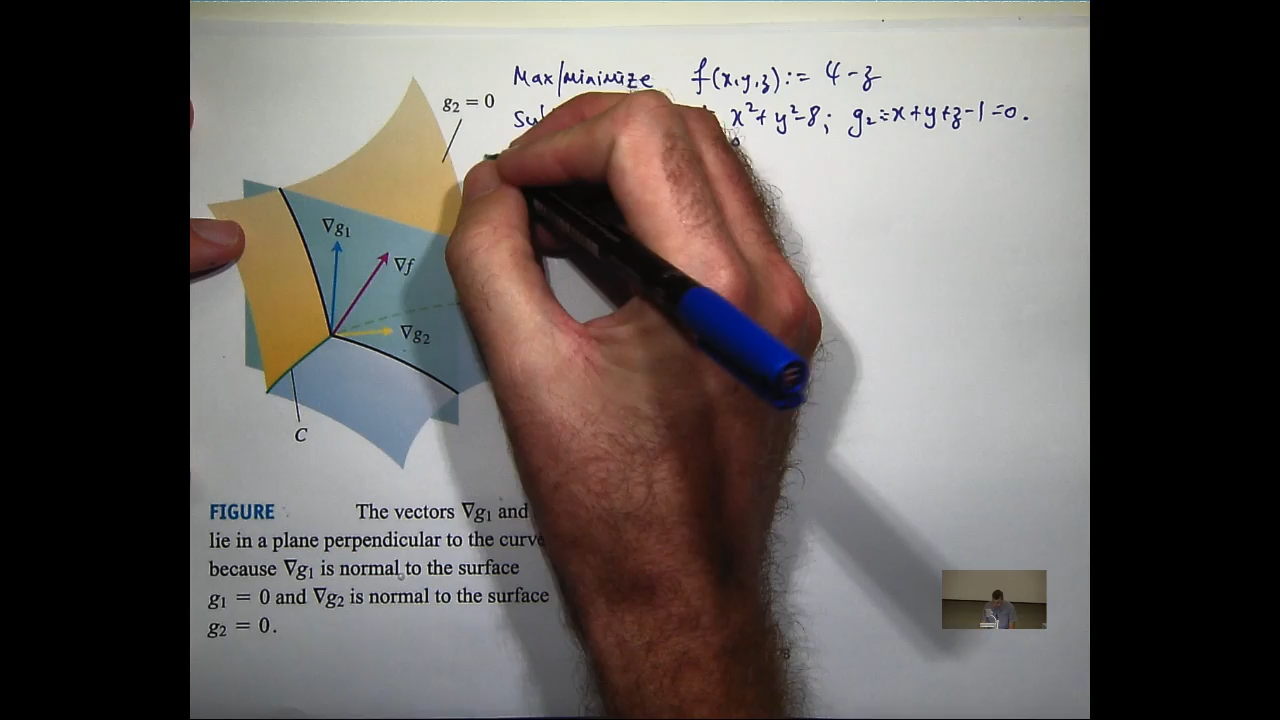 Max/minimize f(x,y,z) := 4-z
x²+y²-8; g₂:=x+y+z-1=0.
g₂ = 0
∇g₁
∇f
∇g₂
C
FIGURE The vectors ∇g₁ and
lie in a plane perpendicular to the curve
because ∇g₁ is normal to the surface
g₁ = 0 and ∇g₂ is normal to the surface
g₂ = 0.